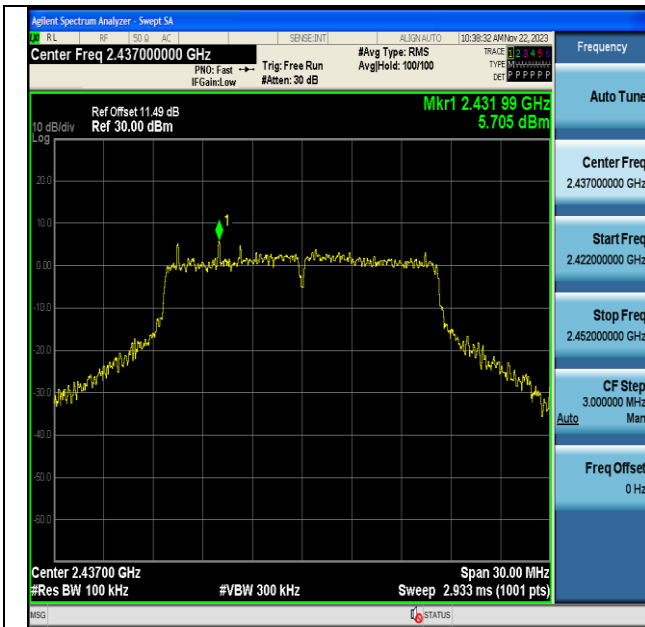 Agilent Spectrum Analyzer - Swept SA
RL RF 50 Ω AC SENSE:INT ALIGN AUTO 10:38:32 AM Nov 22, 2023
Center Freq 2.437000000 GHz
PNO: Fast
IFGain:Low
Trig: Free Run
#Atten: 30 dB
#Avg Type: RMS
Avg|Hold: 100/100
TRACE 1 2 3 4 5 6
TYPE M
DET P P P P P P
Ref Offset 11.49 dB
10 dB/div Ref 30.00 dBm
Log
Mkr1 2.431 99 GHz
5.705 dBm
1
20.0
10.0
0.00
-10.0
-20.0
-30.0
-40.0
-50.0
-60.0
Center 2.43700 GHz Span 30.00 MHz
#Res BW 100 kHz #VBW 300 kHz Sweep 2.933 ms (1001 pts)
MSG STATUS
Frequency
Auto Tune
Center Freq
2.437000000 GHz
Start Freq
2.422000000 GHz
Stop Freq
2.452000000 GHz
CF Step
3.000000 MHz
Auto Man
Freq Offset
0 Hz